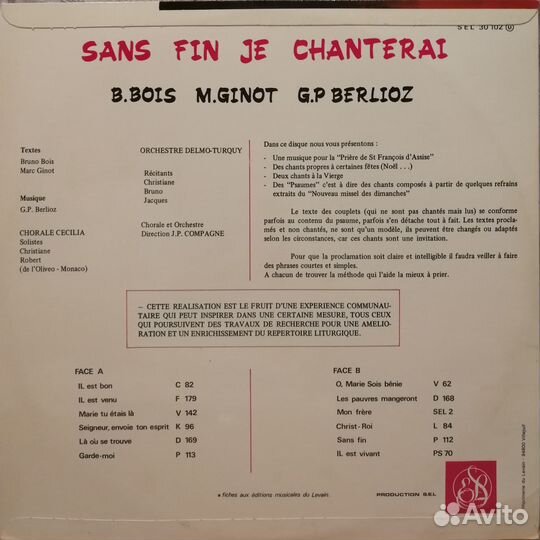 SEL 30 102 U
SANS FIN JE CHANTERAI
B.BOIS M.GINOT G.P BERLIOZ
Textes
Bruno Bois
Marc Ginot
Musique
G.P. Berlioz
CHORALE CECILIA
Solistes
Christiane
Robert
(de l'Oliveo - Monaco)
ORCHESTRE DELMO-TURQUY
Récitants
Christiane
Bruno
Jacques
Chorale et Orchestre
Direction J.P. COMPAGNE
Dans ce disque nous vous présentons :
- Une musique pour la "Prière de St François d'Assise"
- Des chants propres à certaines fêtes (Noël . . .)
- Deux chants à la Vierge
- Des "Psaumes" c'est à dire des chants composés à partir de quelques refrains
extraits du "Nouveau missel des dimanches"
Le texte des couplets (qui ne sont pas chantés mais lus) se conforme
parfois au contenu du psaume, parfois s'en détache tout à fait. Les textes procla-
més et non chantés, ne sont qu'un modèle, ils peuvent être changés ou adaptés
selon les circonstances, car ces chants sont une invitation.
Pour que la proclamation soit claire et intelligible il faudra veiller à faire
des phrases courtes et simples.
A chacun de trouver la méthode qui l'aide la mieux à prier.
– CETTE REALISATION EST LE FRUIT D'UNE EXPERIENCE COMMUNAU-
TAIRE QUI PEUT INSPIRER DANS UNE CERTAINE MESURE, TOUS CEUX
QUI POURSUIVENT DES TRAVAUX DE RECHERCHE POUR UNE AMELIO-
RATION ET UN ENRICHISSEMENT DU REPERTOIRE LITURGIQUE.
FACE A
IL est bon C 82
IL est venu F 179
Marie tu étais là V 142
Seigneur, envoie ton esprit K 96
Là où se trouve D 169
Garde-moi P 113
FACE B
O, Marie Sois bénie V 62
Les pauvres mangeront D 168
Mon frère SEL 2
Christ - Roi L 84
Sans fin P 112
IL est vivant PS 70
* fiches aux éditions musicales du Levain.
PRODUCTION S.E.L
Imprimerie du Levain - 94800 Villejuif
Avito